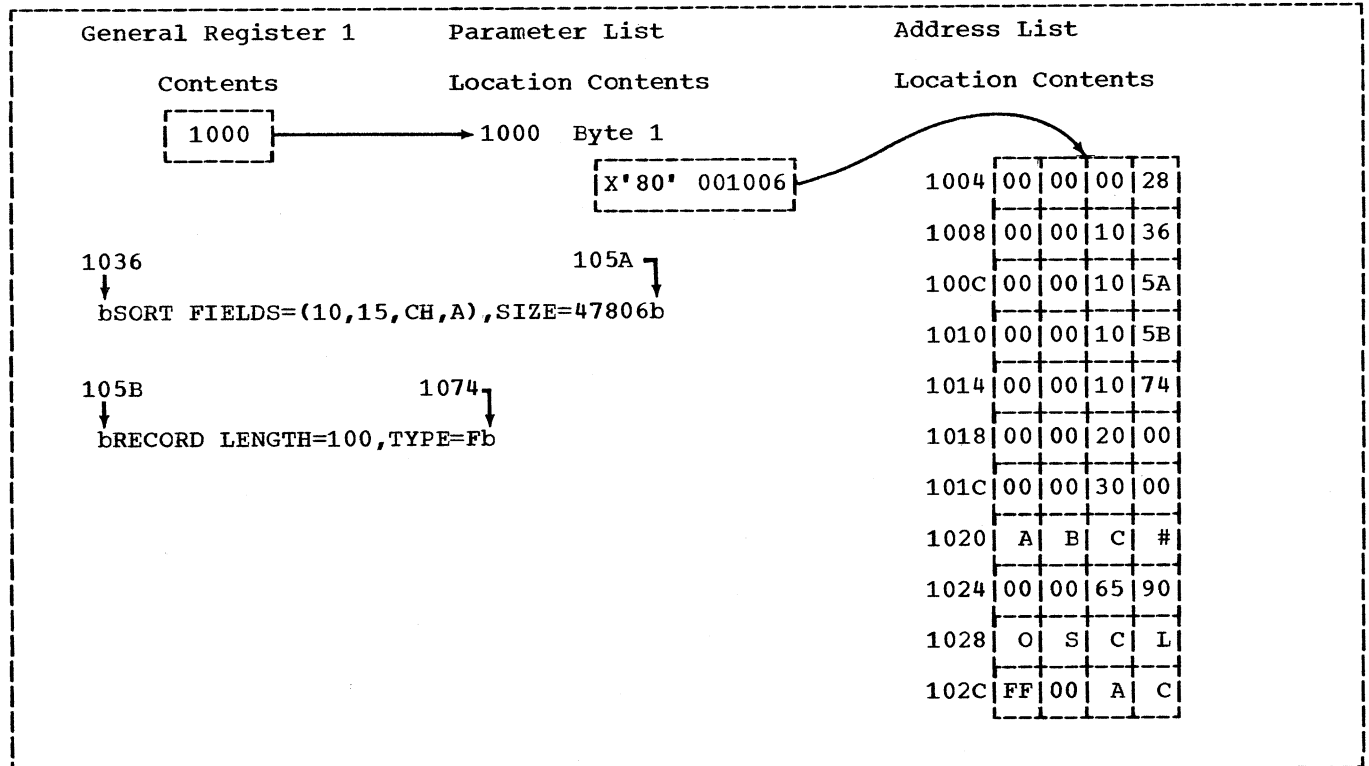 General Register 1 Parameter List Address List
Contents Location Contents Location Contents
1000 1000 Byte 1
X'80' 001006
1004 00 00 00 28
1008 00 00 10 36
1036 105A
100C 00 00 10 5A
bSORT FIELDS=(10,15,CH,A),SIZE=47806b
1010 00 00 10 5B
105B 1074
1014 00 00 10 74
bRECORD LENGTH=100,TYPE=Fb
1018 00 00 20 00
101C 00 00 30 00
1020 A B C #
1024 00 00 65 90
1028 O S C L
102C FF 00 A C